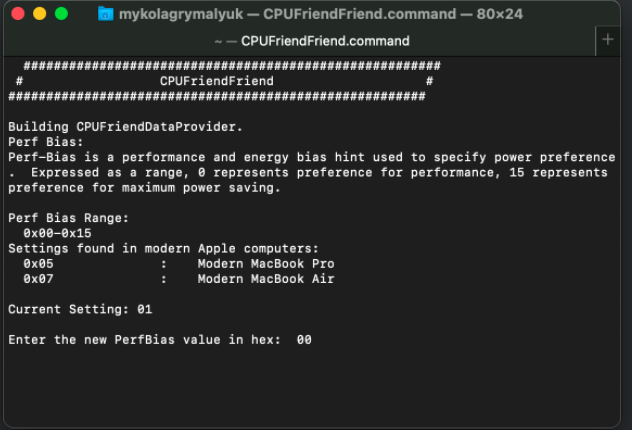 mykolagrymalyuk — CPUFriendFriend.command — 80×24
~ — CPUFriendFriend.command
+
#######################################################
# CPUFriendFriend #
#######################################################
Building CPUFriendDataProvider.
Perf Bias:
Perf-Bias is a performance and energy bias hint used to specify power preference
. Expressed as a range, 0 represents preference for performance, 15 represents
preference for maximum power saving.
Perf Bias Range:
0x00-0x15
Settings found in modern Apple computers:
0x05 : Modern MacBook Pro
0x07 : Modern MacBook Air
Current Setting: 01
Enter the new PerfBias value in hex: 00